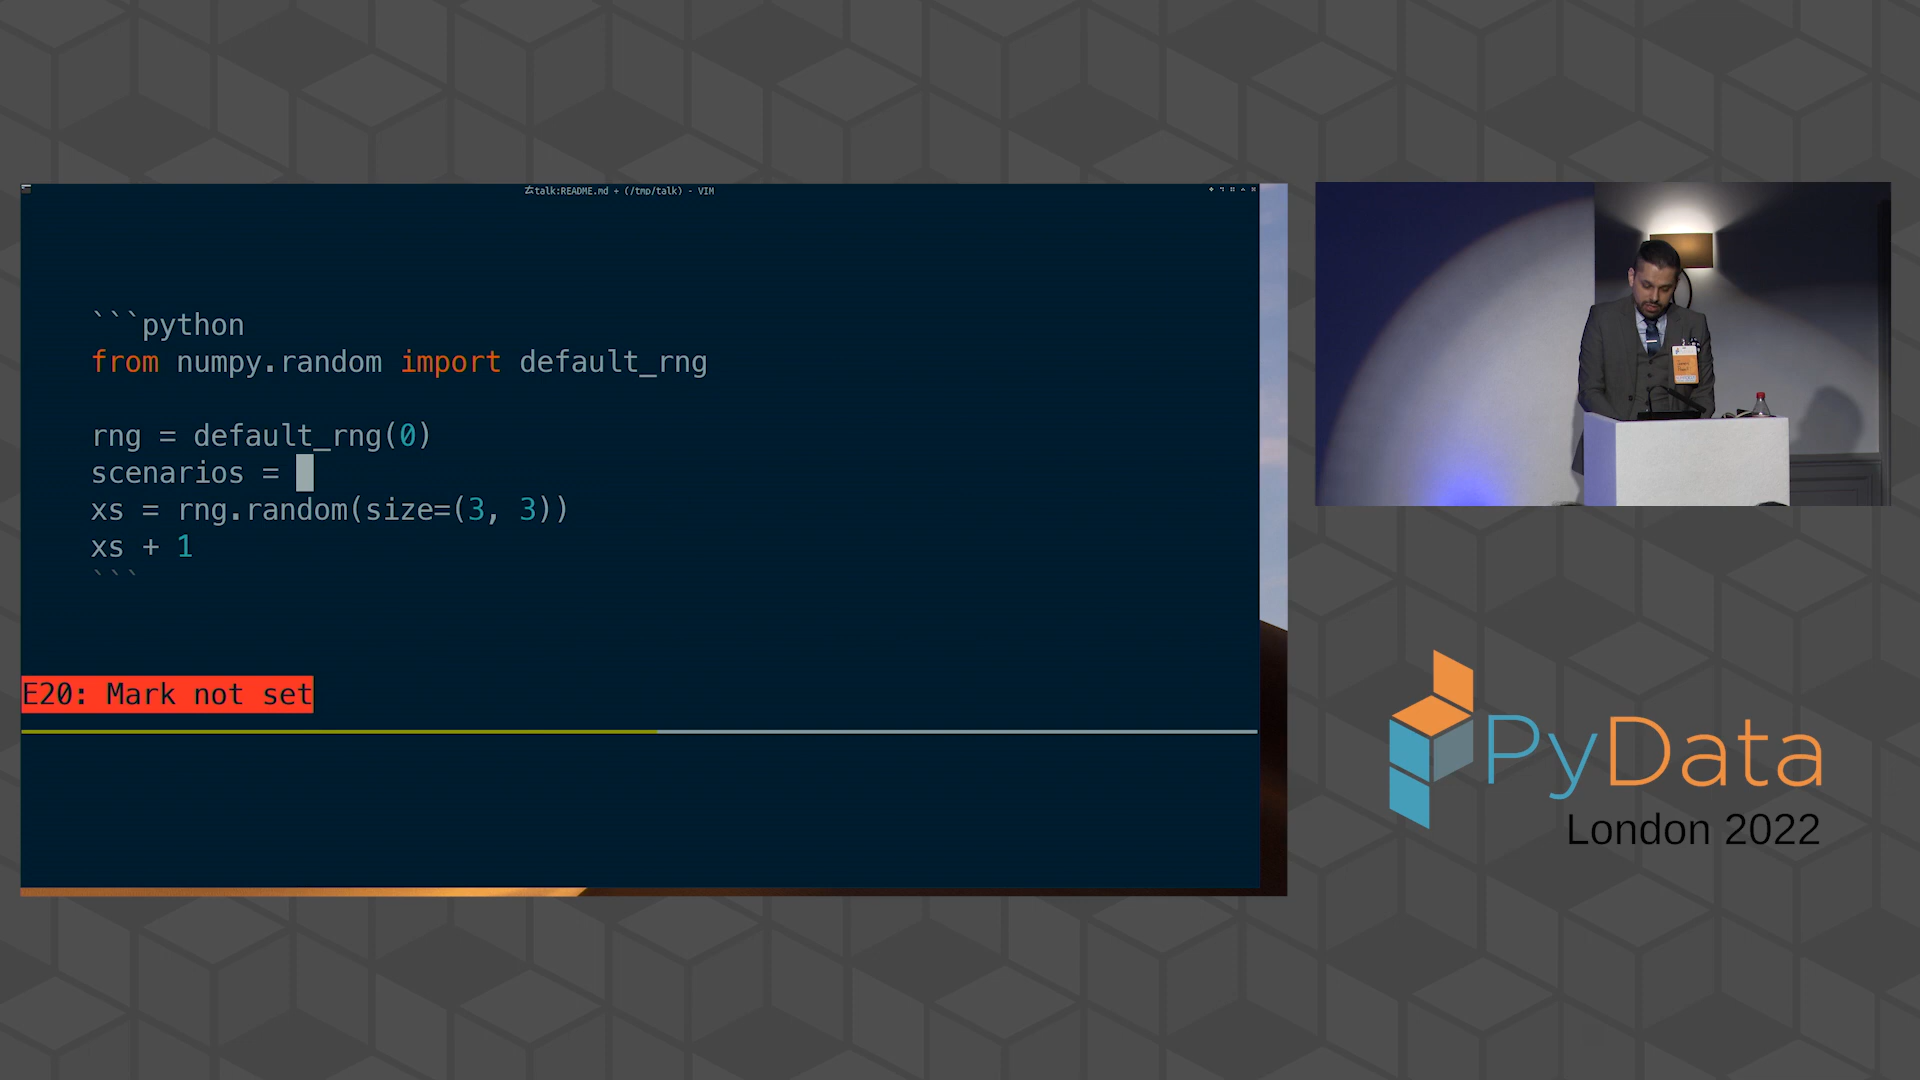 talk:README.md + (/tmp/talk) - VIM
```python
from numpy.random import default_rng
rng = default_rng(0)
scenarios =
xs = rng.random(size=(3, 3))
xs + 1
```
E20: Mark not set
PyData
London 2022